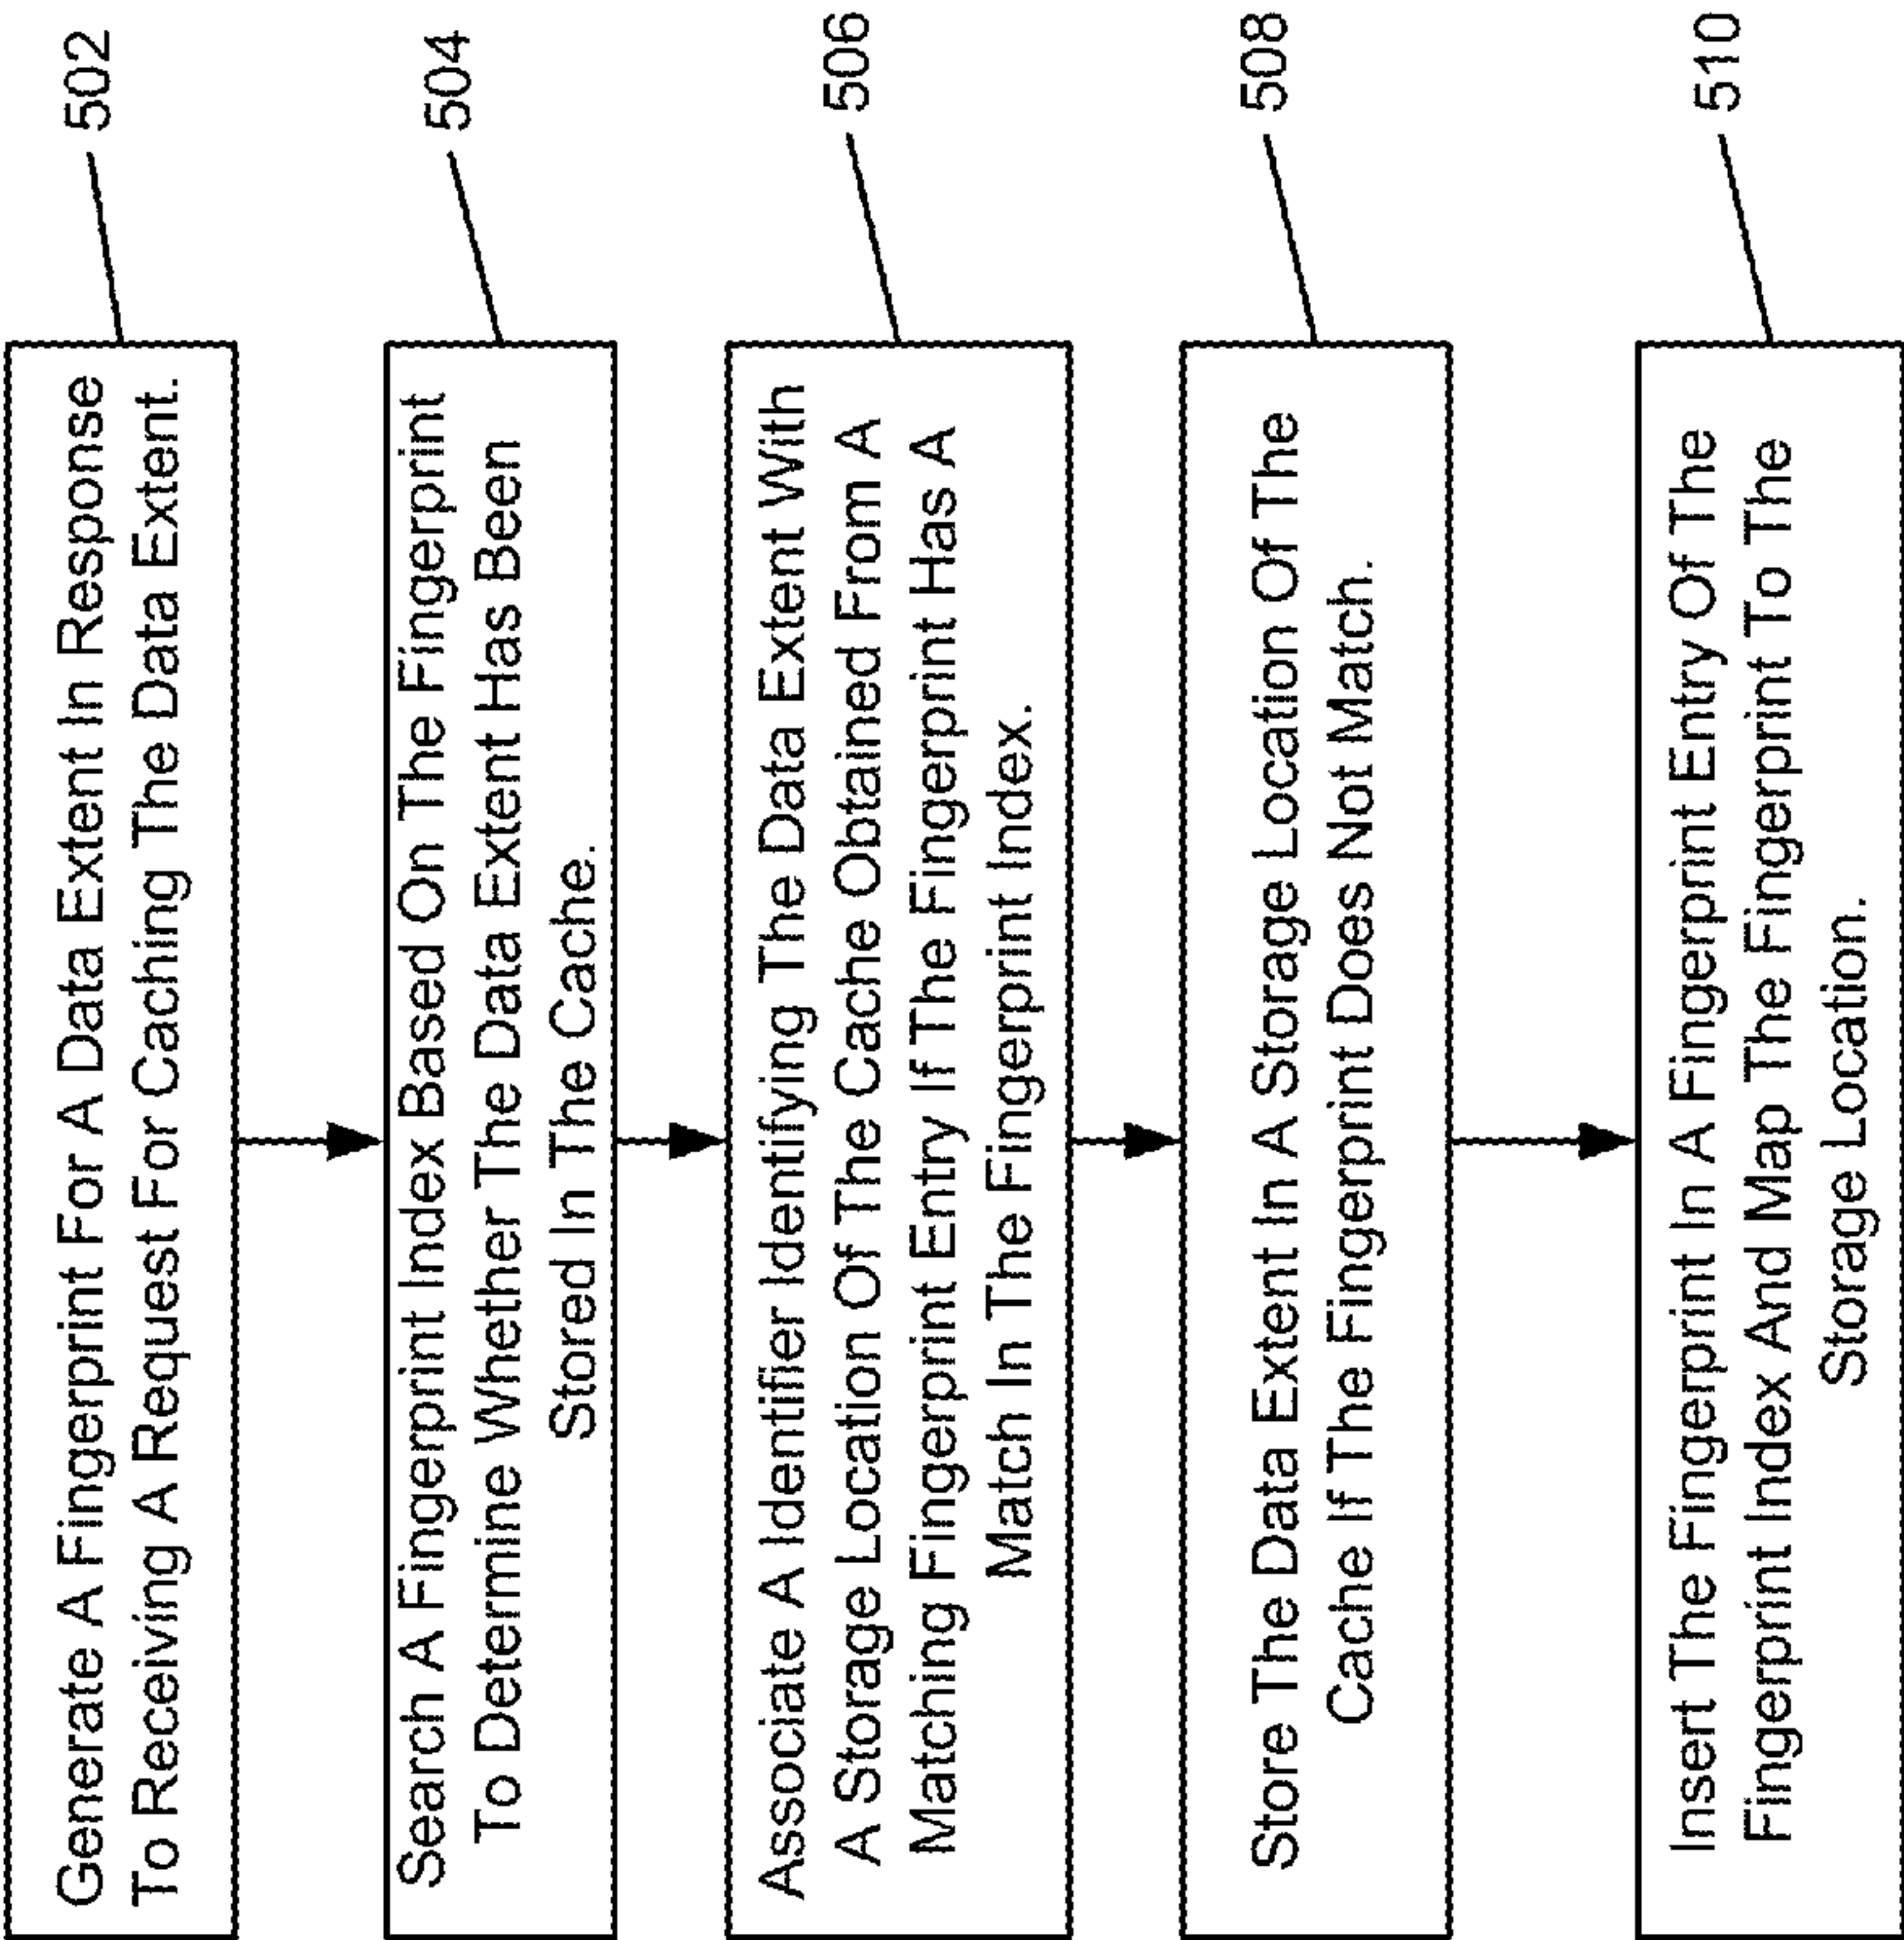 Generate A Fingerprint For A Data Extent In Response
To Receiving A Request For Caching The Data Extent.
502
Search A Fingerprint Index Based On The Fingerprint
To Determine Whether The Data Extent Has Been
Stored In The Cache.
504
Associate A Identifier Identifying The Data Extent With
A Storage Location Of The Cache Obtained From A
Matching Fingerprint Entry If The Fingerprint Has A
Match In The Fingerprint Index.
506
Store The Data Extent In A Storage Location Of The
Cache If The Fingerprint Does Not Match.
508
Insert The Fingerprint In A Fingerprint Entry Of The
Fingerprint Index And Map The Fingerprint To The
Storage Location.
510